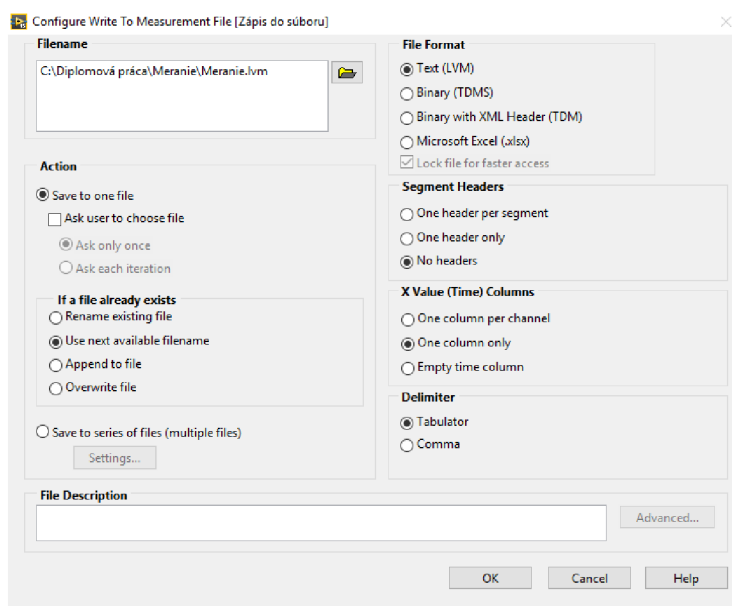 Configure Write To Measurement File [Zápis do súboru]
Filename
C:\Diplomová práca\Meranie\Meranie.lvm
Action
Save to one file
Ask user to choose file
Ask only once
Ask each iteration
If a file already exists
Rename existing file
Use next available filename
Append to file
Overwrite file
Save to series of files (multiple files)
Settings...
File Format
Text (LVM)
Binary (TDMS)
Binary with XML Header (TDM)
Microsoft Excel (.xlsx)
Lock file for faster access
Segment Headers
One header per segment
One header only
No headers
X Value (Time) Columns
One column per channel
One column only
Empty time column
Delimiter
Tabulator
Comma
File Description
Advanced...
OK
Cancel
Help